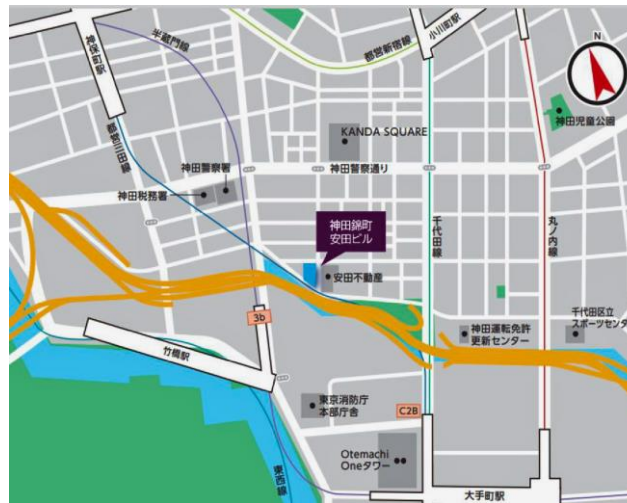 小川町駅
都営新宿線
神保町駅
半蔵門線
N
神田児童公園
KANDA SQUARE
都営三田線
神田警察署
神田警察通り
神田税務署
神田錦町
安田ビル
千代田線
丸ノ内線
安田不動産
3b
神田運転免許
更新センター
千代田区立
スポーツセンタ
竹橋駅
東京消防庁
本部庁舎
C2B
Otemachi
Oneタワー
東西線
大手町駅